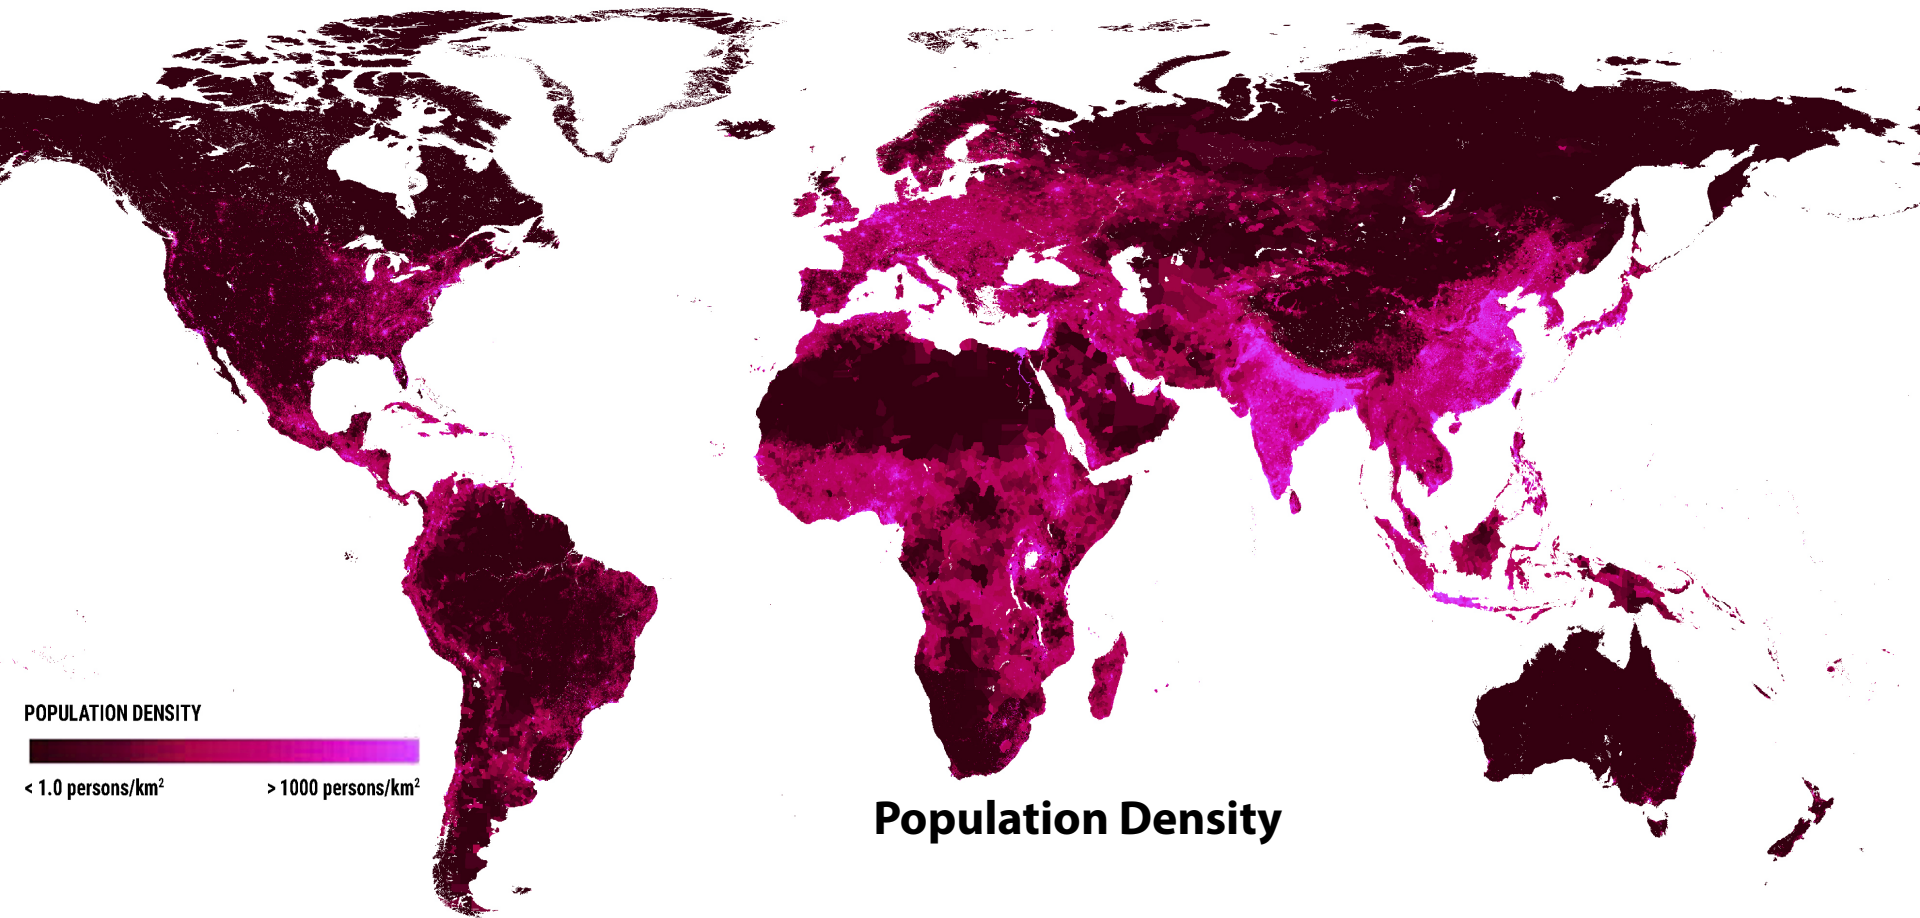 POPULATION DENSITY
< 1.0 persons/km²
> 1000 persons/km²
Population Density